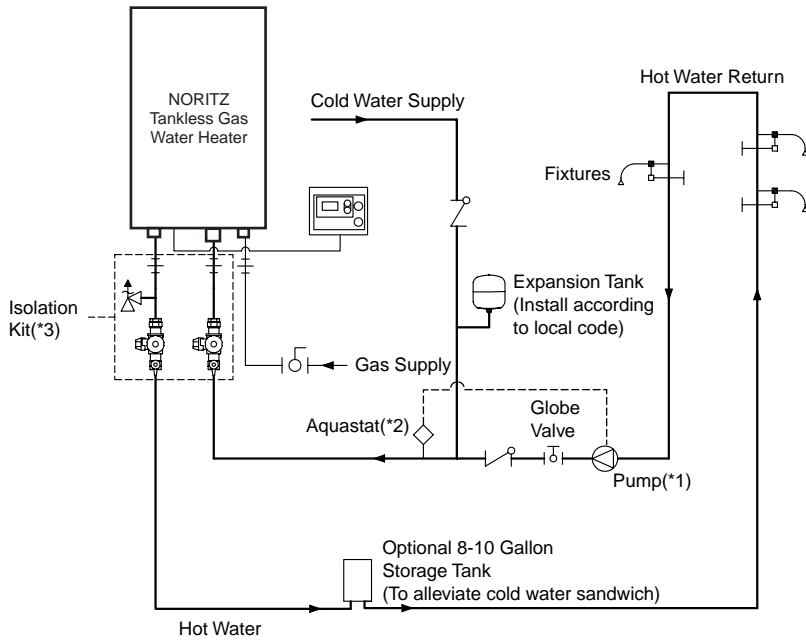 NORITZ
Tankless Gas
Water Heater
Cold Water Supply
Hot Water Return
Fixtures
Isolation
Kit(*3)
Expansion Tank
(Install according
to local code)
Gas Supply
Aquastat(*2)
Globe
Valve
Pump(*1)
Optional 8-10 Gallon
Storage Tank
(To alleviate cold water sandwich)
Hot Water